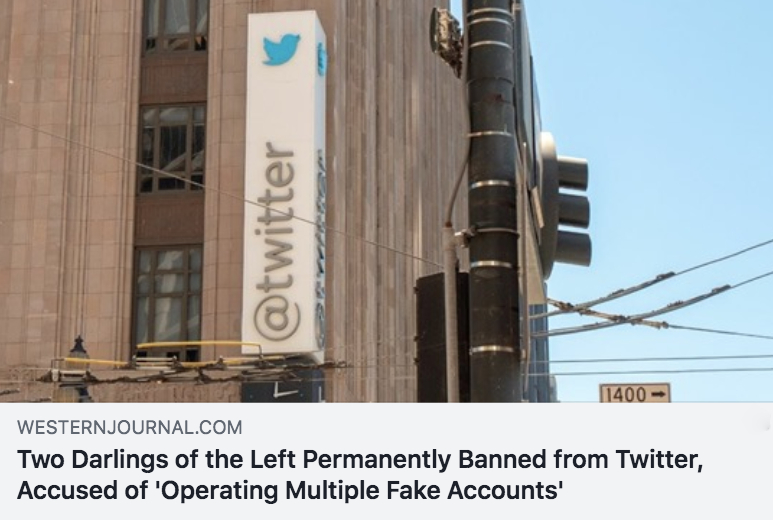 @twitter
1400
WESTERNJOURNAL.COM
Two Darlings of the Left Permanently Banned from Twitter,
Accused of 'Operating Multiple Fake Accounts'